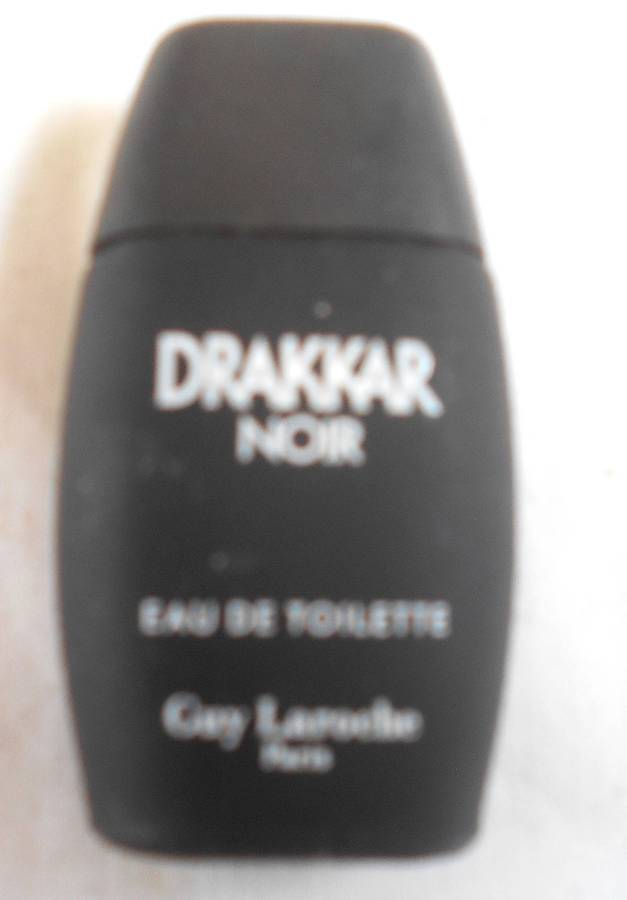 DRAKKAR
NOIR
EAU DE TOILETTE
Guy Laroche
Paris